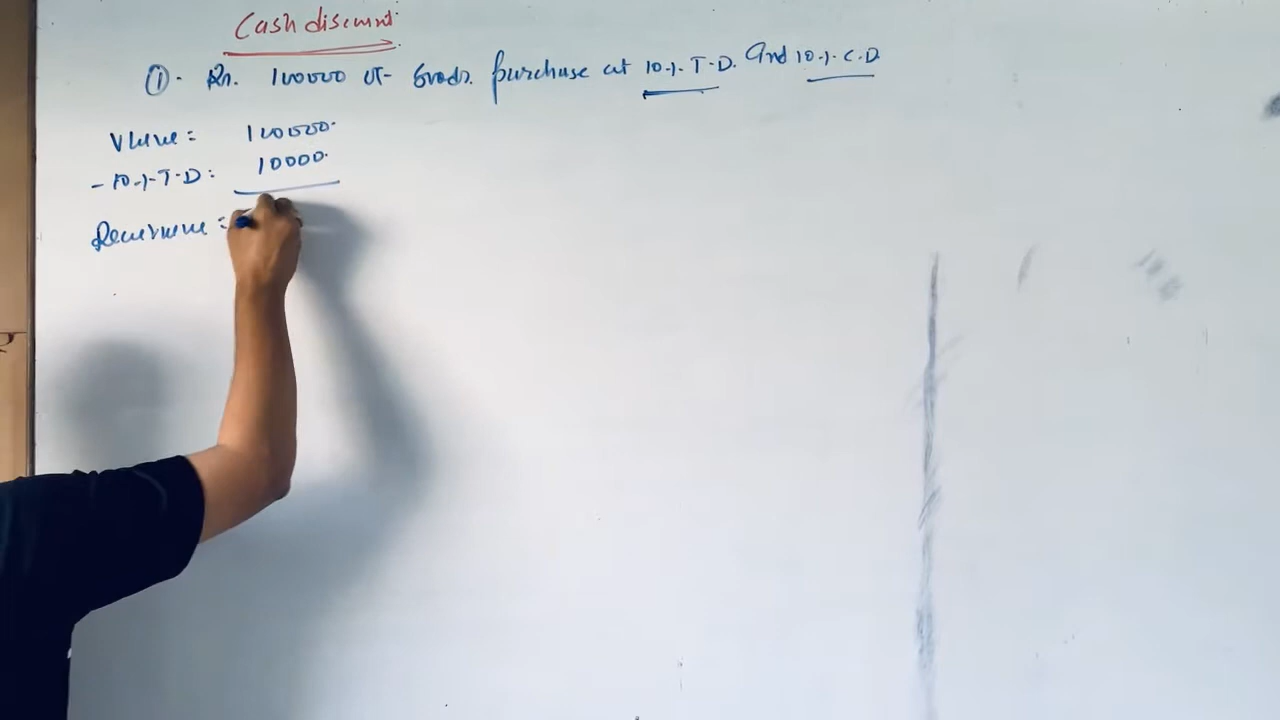 Cash discount
① Rs. 100000 of Goods purchase at 10% T.D. and 10% C.D
Value = 100000
- 10% T.D: 10000